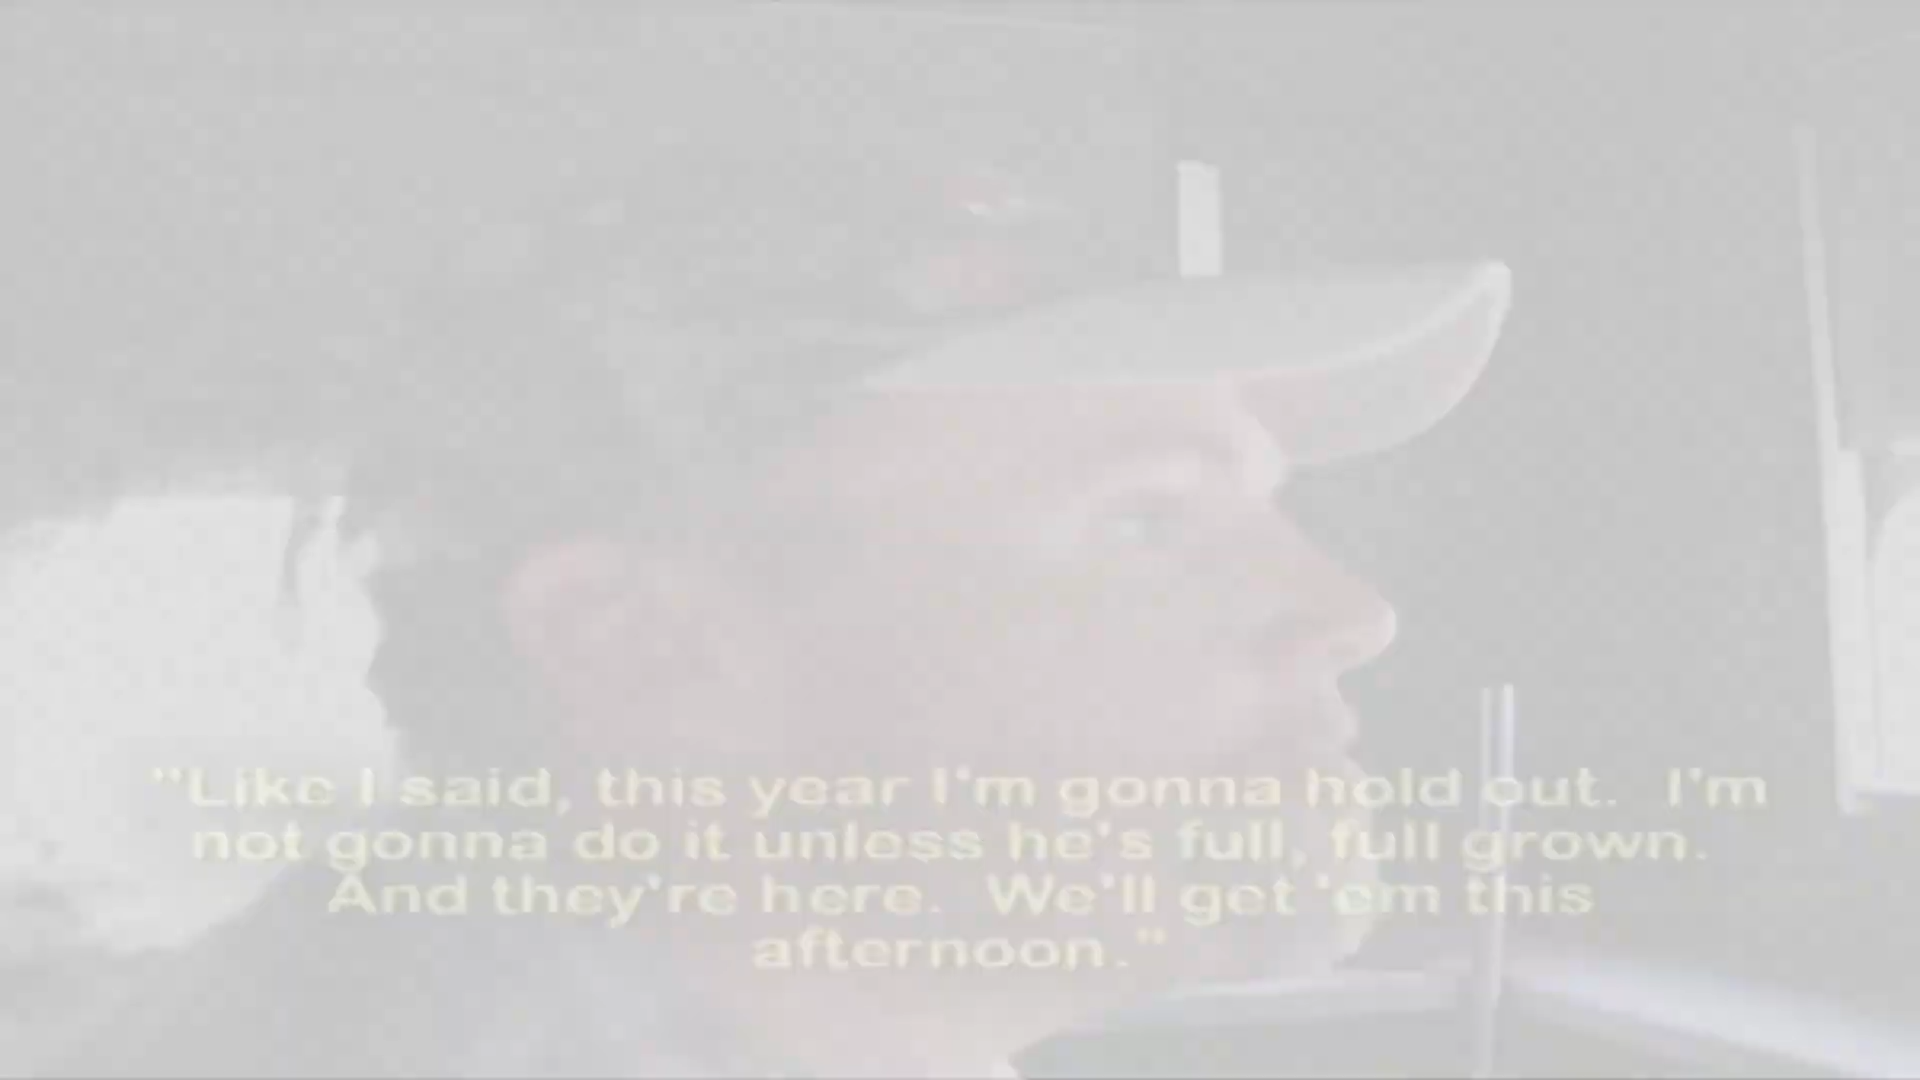 "Like I said, this year I'm gonna hold out.  I'm
not gonna do it unless he's full, full grown.
And they're here.  We'll get 'em this
afternoon."